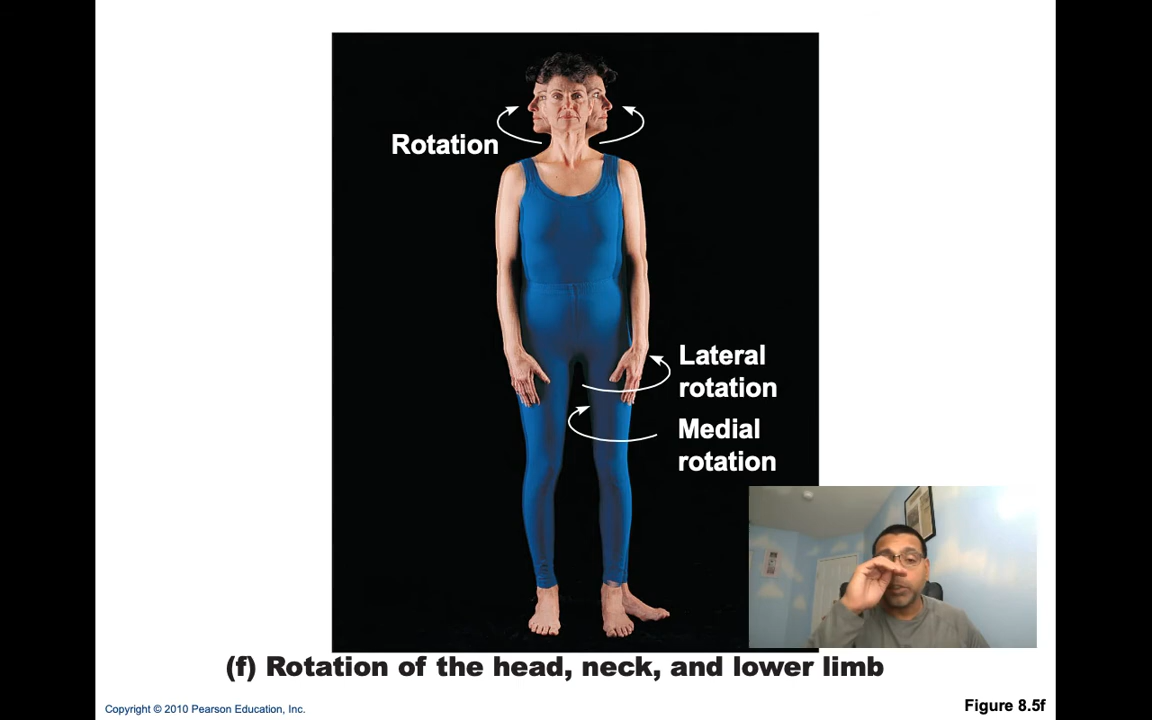 Rotation
Lateral
rotation
Medial
rotation
(f) Rotation of the head, neck, and lower limb
Copyright © 2010 Pearson Education, Inc.
Figure 8.5f